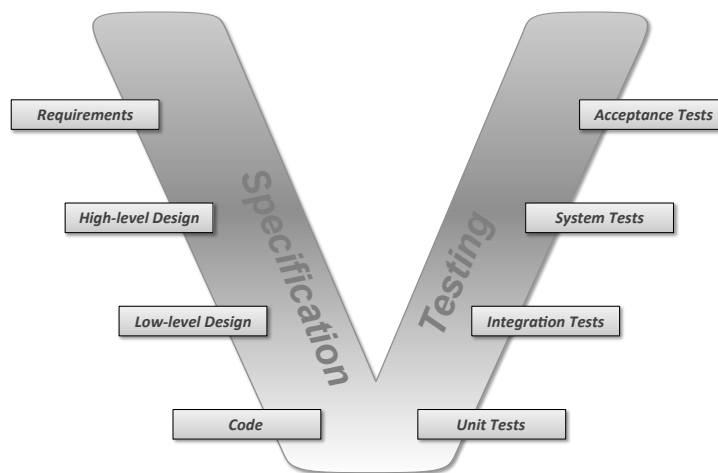 Requirements
Acceptance Tests
High-level Design
System Tests
Specification
Testing
Low-level Design
Integration Tests
Code
Unit Tests